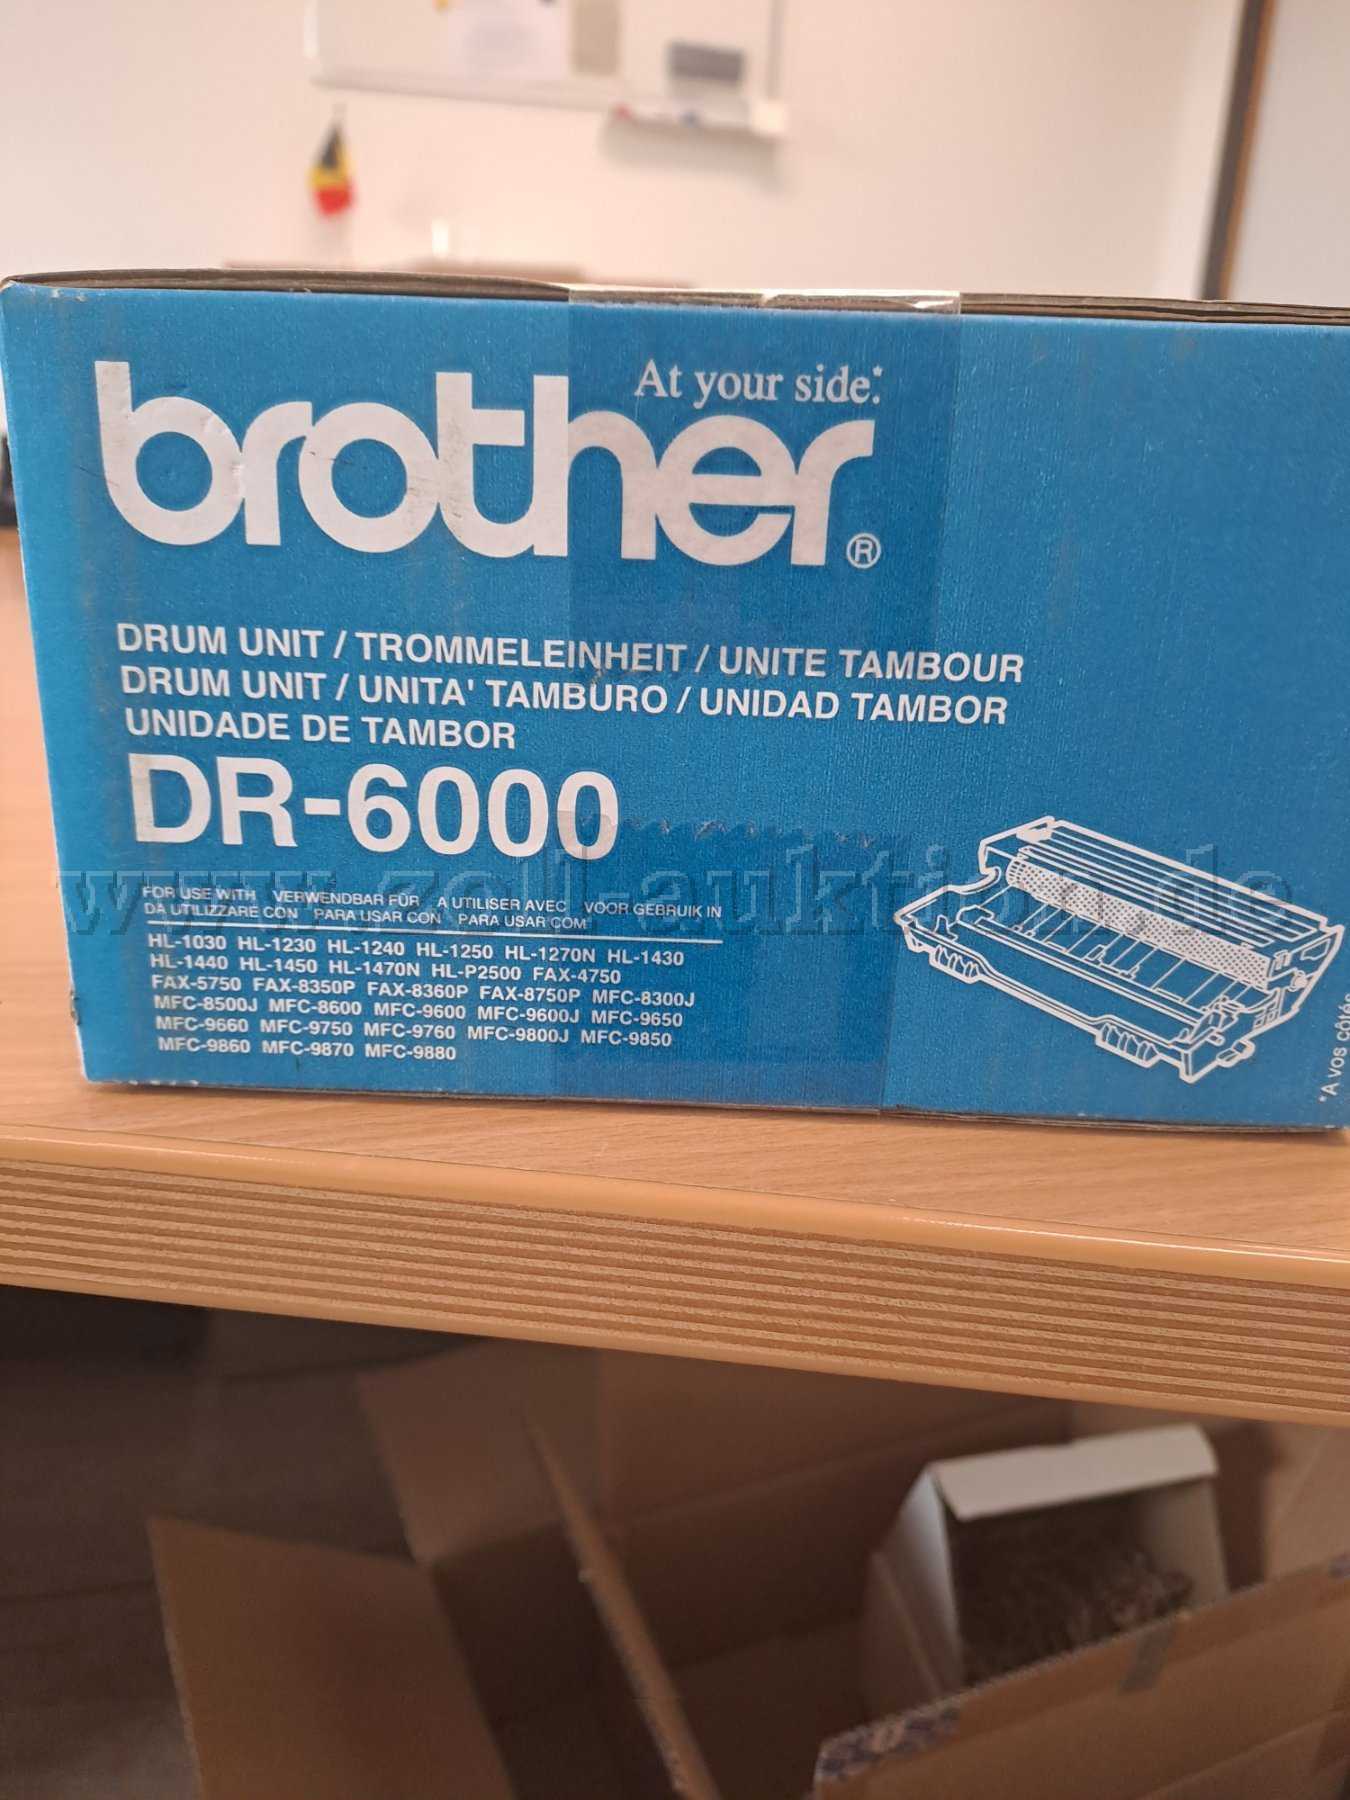 At your side.*
brother®
DRUM UNIT / TROMMELEINHEIT / UNITE TAMBOUR
DRUM UNIT / UNITA' TAMBURO / UNIDAD TAMBOR
UNIDADE DE TAMBOR
DR-6000
www.zoll-auktion.de
FOR USE WITH VERWENDBAR FÜR A UTILISER AVEC VOOR GEBRUIK IN
DA UTILIZZARE CON PARA USAR CON PARA USAR COM
HL-1030 HL-1230 HL-1240 HL-1250 HL-1270N HL-1430
HL-1440 HL-1450 HL-1470N HL-P2500 FAX-4750
FAX-5750 FAX-8350P FAX-8360P FAX-8750P MFC-8300J
MFC-8500J MFC-8600 MFC-9600 MFC-9600J MFC-9650
MFC-9660 MFC-9750 MFC-9760 MFC-9800J MFC-9850
MFC-9860 MFC-9870 MFC-9880
*A vos côtés